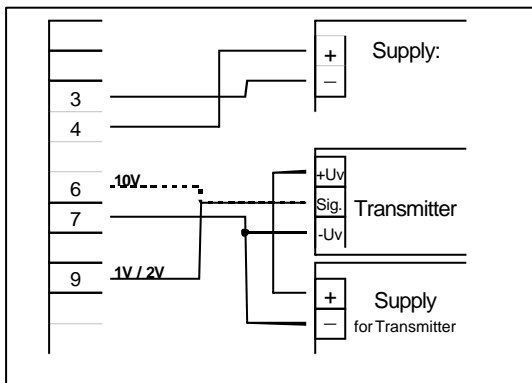 3
4
6
7
9
10V
1V / 2V
+
–
Supply:
+Uv
Sig.
-Uv
Transmitter
+
–
Supply
for Transmitter